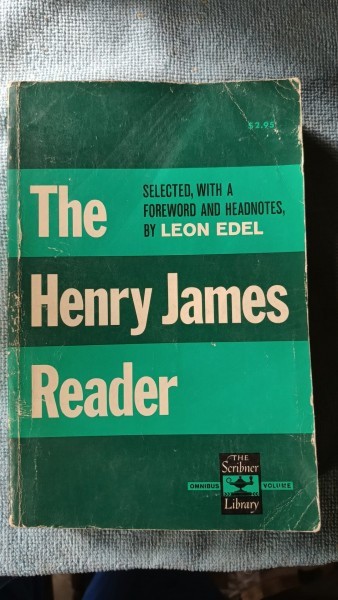 $2.95
The
SELECTED, WITH A
FOREWORD AND HEADNOTES,
BY LEON EDEL
Henry James
Reader
THE
Scribner
OMNIBUS VOLUME
Library